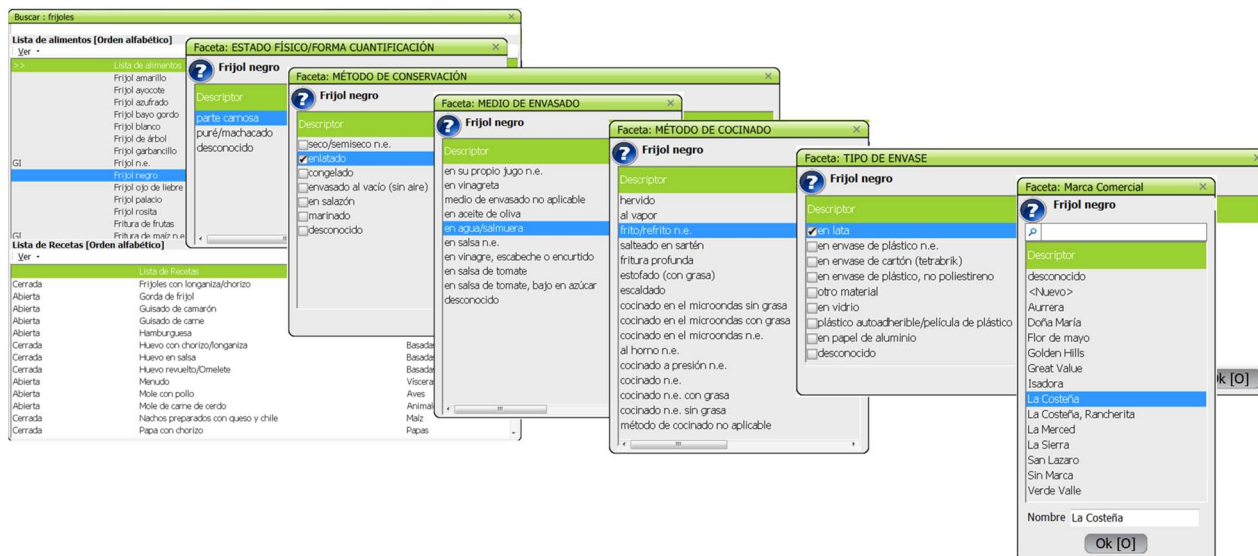 Buscar : frijoles
Lista de alimentos [Orden alfabético]
Ver
>> Lista de alimentos
Frijol amarillo
Frijol ayocote
Frijol azufrado
Frijol bayo gordo
Frijol blanco
Frijol de árbol
Frijol garbancillo
GI Frijol n.e.
Frijol negro
Frijol ojo de liebre
Frijol palacio
Frijol rosita
Fritura de frutas
GI Fritura de maíz n.e
Lista de Recetas [Orden alfabético]
Ver
Lista de Recetas
Cerrada Frijoles con longaniza/chorizo
Abierta Gorda de frijol
Abierta Guisado de camarón
Abierta Guisado de carne
Abierta Hamburguesa
Cerrada Huevo con chorizo/longaniza Basadas
Cerrada Huevo en salsa Basada
Cerrada Huevo revuelto/Omelete Basadas
Abierta Menudo Víscera
Abierta Mole con pollo Aves
Abierta Mole de carne de cerdo Animal
Cerrada Nachos preparados con queso y chile Maíz
Cerrada Papa con chorizo Papas
Faceta: ESTADO FÍSICO/FORMA CUANTIFICACIÓN
Frijol negro
Descriptor
parte carnosa
puré/machacado
desconocido
Faceta: MÉTODO DE CONSERVACIÓN
Frijol negro
Descriptor
seco/semiseco n.e.
enlatado
congelado
envasado al vacío (sin aire)
en salazón
marinado
desconocido
Faceta: MEDIO DE ENVASADO
Frijol negro
Descriptor
en su propio jugo n.e.
en vinagreta
medio de envasado no aplicable
en aceite de oliva
en agua/salmuera
en salsa n.e.
en vinagre, escabeche o encurtido
en salsa de tomate
en salsa de tomate, bajo en azúcar
desconocido
Faceta: MÉTODO DE COCINADO
Frijol negro
Descriptor
hervido
al vapor
frito/refrito n.e.
salteado en sartén
fritura profunda
estofado (con grasa)
escaldado
cocinado en el microondas sin grasa
cocinado en el microondas con grasa
cocinado en el microondas n.e.
al horno n.e.
cocinado a presión n.e.
cocinado n.e.
cocinado n.e. con grasa
cocinado n.e. sin grasa
método de cocinado no aplicable
Faceta: TIPO DE ENVASE
Frijol negro
Descriptor
en lata
en envase de plástico n.e.
en envase de cartón (tetrabrik)
en envase de plástico, no poliestireno
otro material
en vidrio
plástico autoadherible/película de plástico
en papel de aluminio
desconocido
Ok [O]
Faceta: Marca Comercial
Frijol negro
Descriptor
desconocido
<Nuevo>
Aurrera
Doña María
Flor de mayo
Golden Hills
Great Value
Isadora
La Costeña
La Costeña, Rancherita
La Merced
La Sierra
San Lazaro
Sin Marca
Verde Valle
Nombre La Costeña
Ok [O]